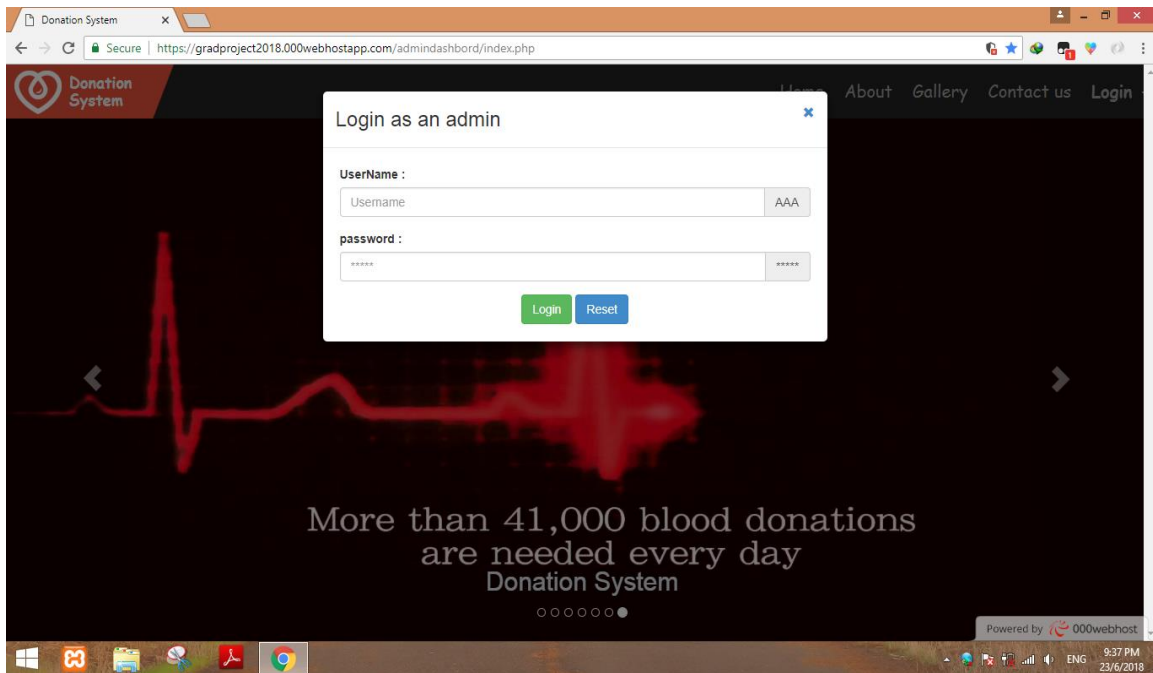 Donation System
Secure | https://gradproject2018.000webhostapp.com/admindashbord/index.php
1
Donation
System
Home About Gallery Contact us Login
Login as an admin
UserName :
Username
AAA
password :
*****
*****
Login Reset
More than 41,000 blood donations
are needed every day
Donation System
Powered by 000webhost
ENG
9:37 PM
23/6/2018